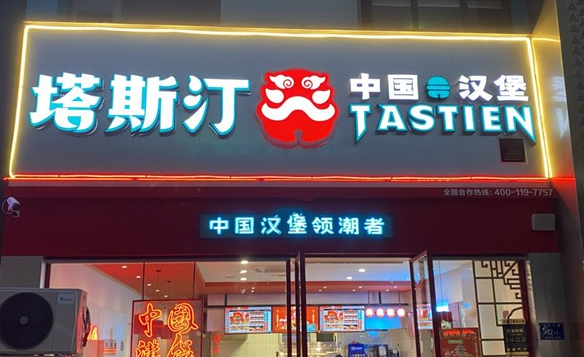 塔斯汀
中国汉堡
TASTIEN
全国合作热线: 400-119-7757
中国汉堡领潮者
中國